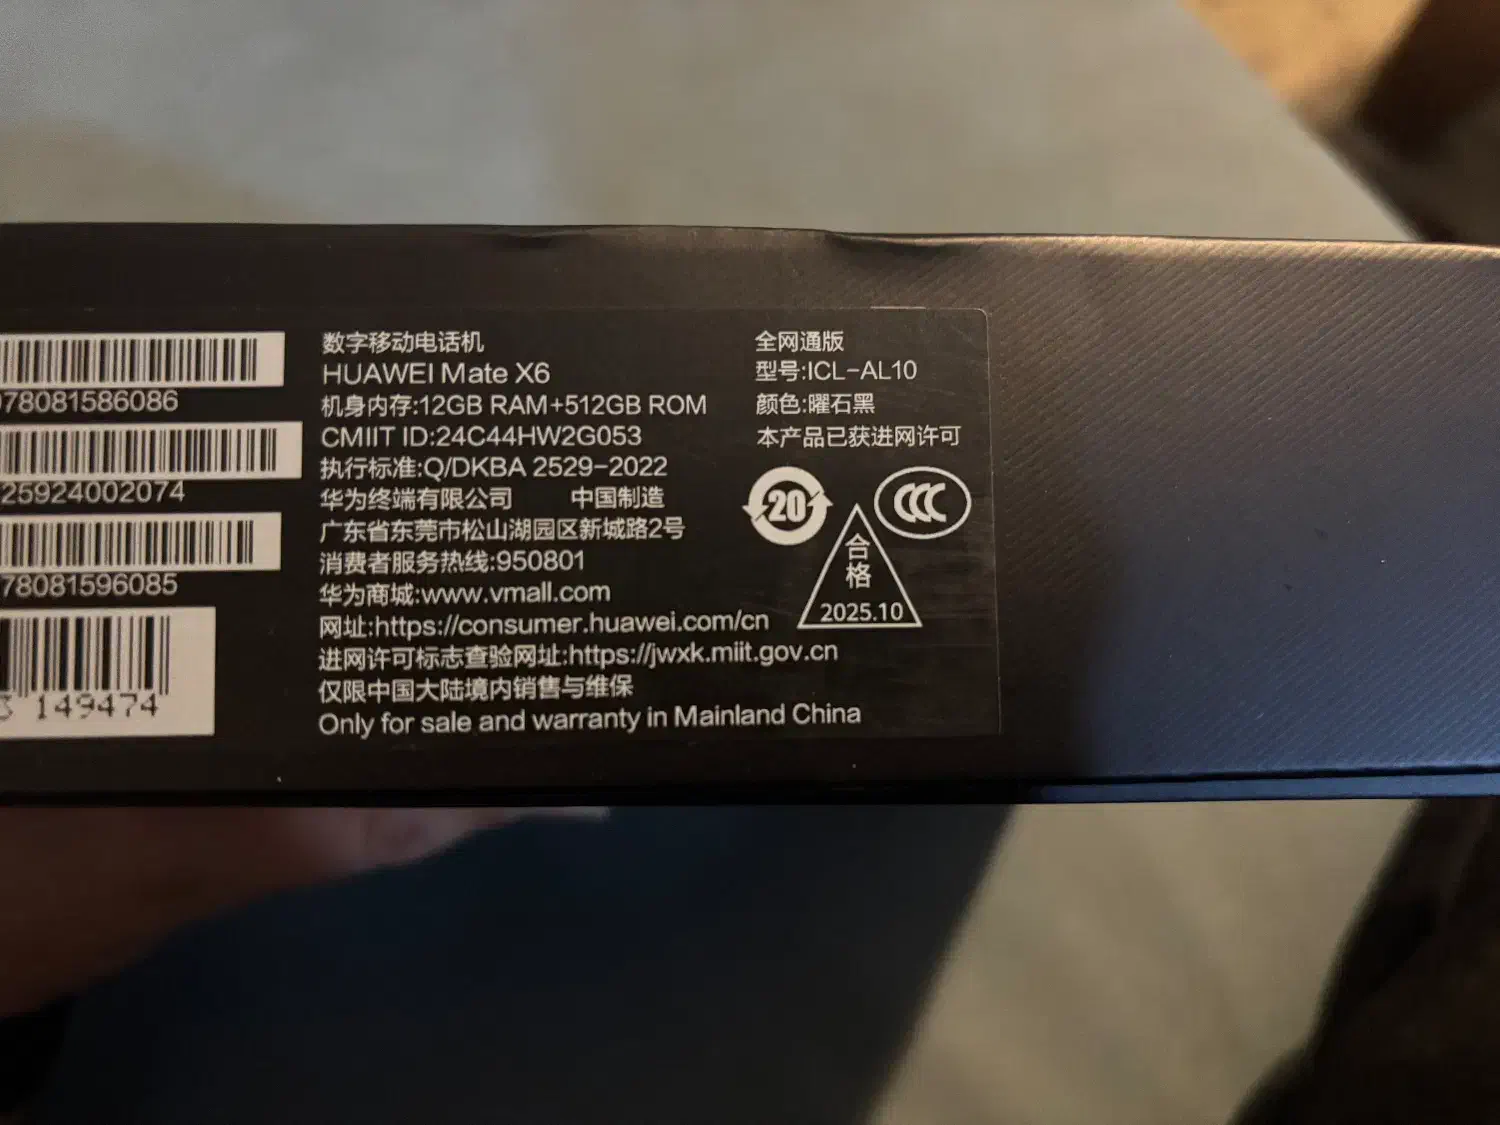 078081586086
25924002074
78081596085
3 149474
数字移动电话机
HUAWEI Mate X6
机身内存:12GB RAM+512GB ROM
CMIIT ID:24C44HW2G053
执行标准:Q/DKBA 2529-2022
华为终端有限公司 中国制造
广东省东莞市松山湖园区新城路2号
消费者服务热线:950801
华为商城:www.vmall.com
网址:https://consumer.huawei.com/cn
进网许可标志查验网址:https://jwxk.miit.gov.cn
仅限中国大陆境内销售与维保
Only for sale and warranty in Mainland China
全网通版
型号:ICL-AL10
颜色:曜石黑
本产品已获进网许可
20
CCC
合
格
2025.10